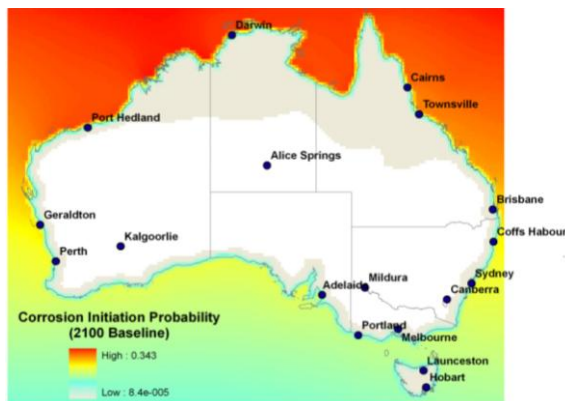 Darwin
Cairns
Townsville
Port Hedland
Alice Springs
Brisbane
Geraldton
Coffs Habour
Kalgoorlie
Perth
Mildura
Sydney
Adelaide
Canberra
Corrosion Initiation Probability
(2100 Baseline)
Portland
Melbourne
High : 0.343
Launceston
Hobart
Low : 8.4e-005